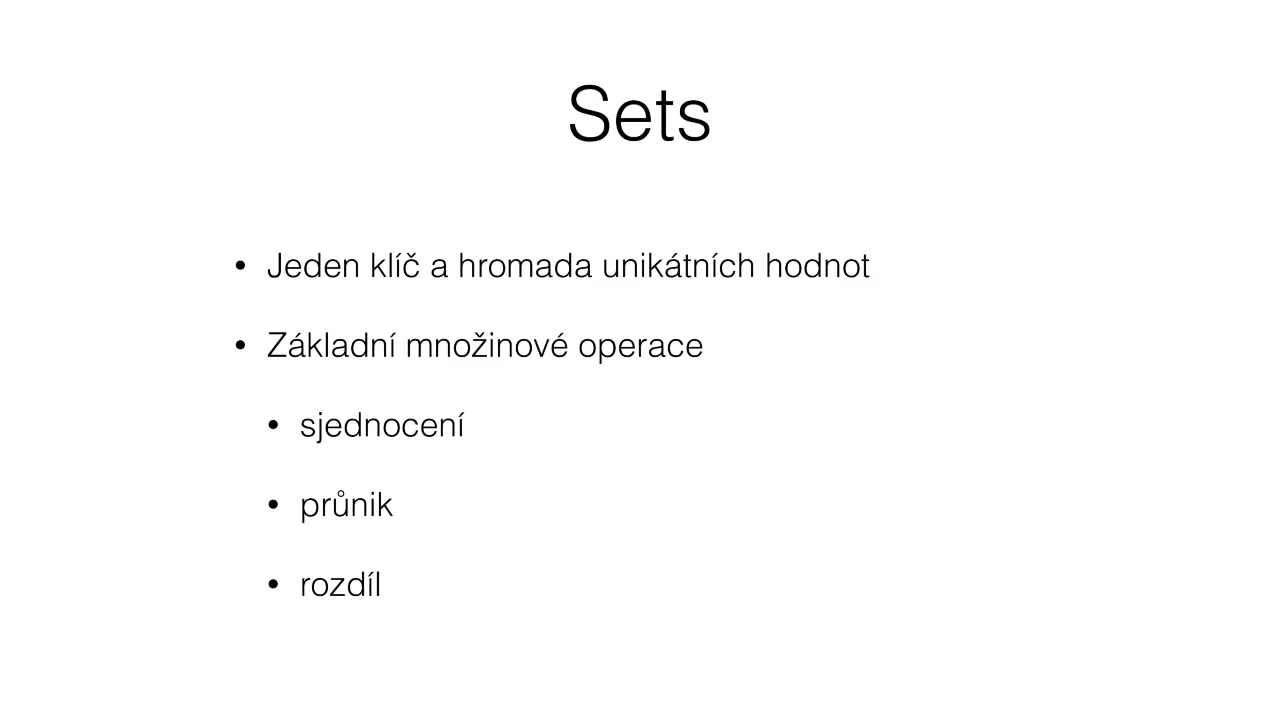 Sets
• Jeden klíč a hromada unikátních hodnot
• Základní množinové operace
• sjednocení
• průnik
• rozdíl